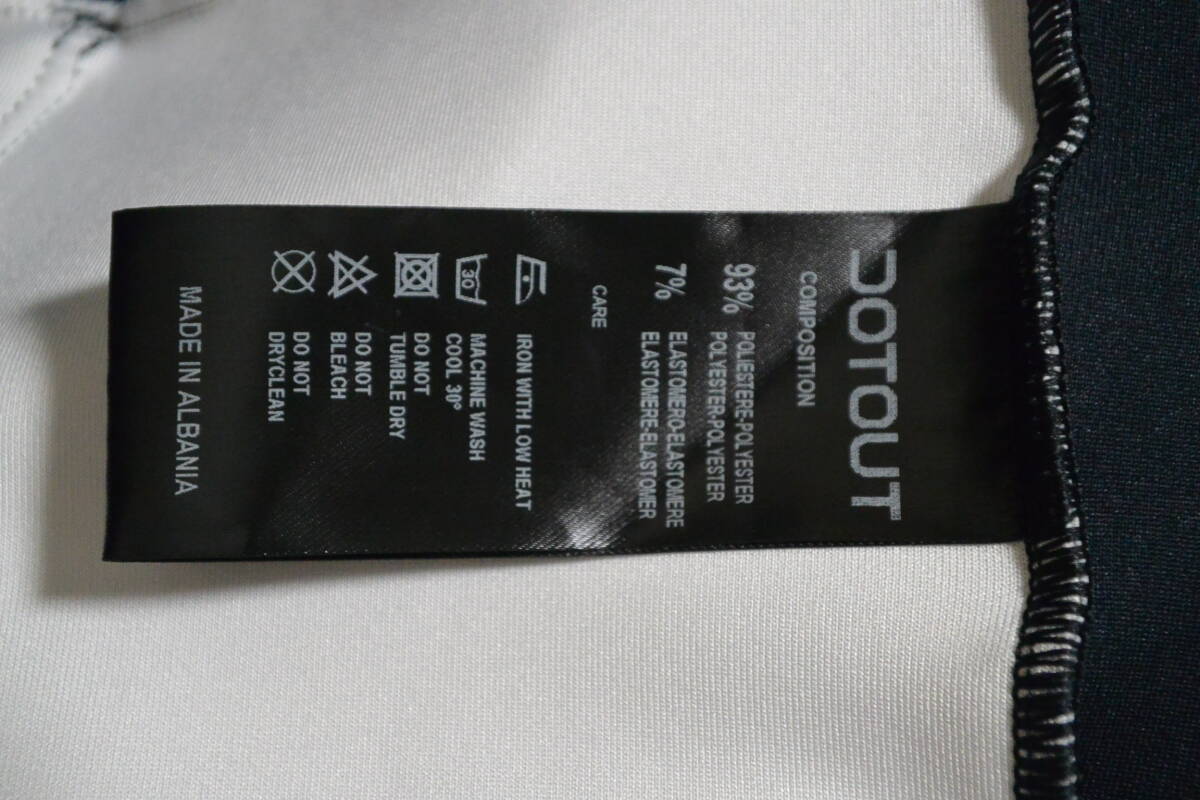 DOTOUT
COMPOSITION
93% POLIESTERE-POLYESTER
POLYESTER-POLYESTER
7% ELASTOMERO-ELASTOMERE
ELASTOMERE-ELASTOMER
CARE
IRON WITH LOW HEAT
30 MACHINE WASH
COOL 30°
DO NOT
TUMBLE DRY
DO NOT
BLEACH
DO NOT
DRYCLEAN
MADE IN ALBANIA